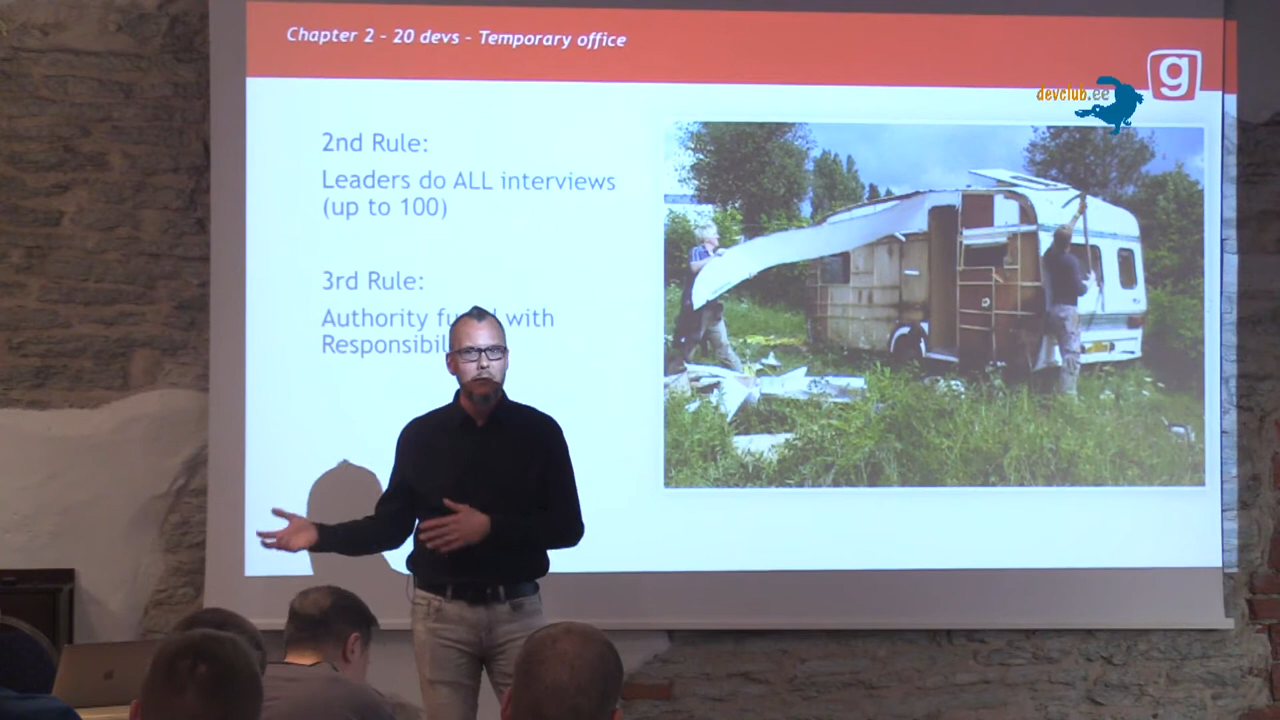 Chapter 2 - 20 devs - Temporary office
g
devclub.ee
2nd Rule:
Leaders do ALL interviews
(up to 100)
3rd Rule:
Authority with